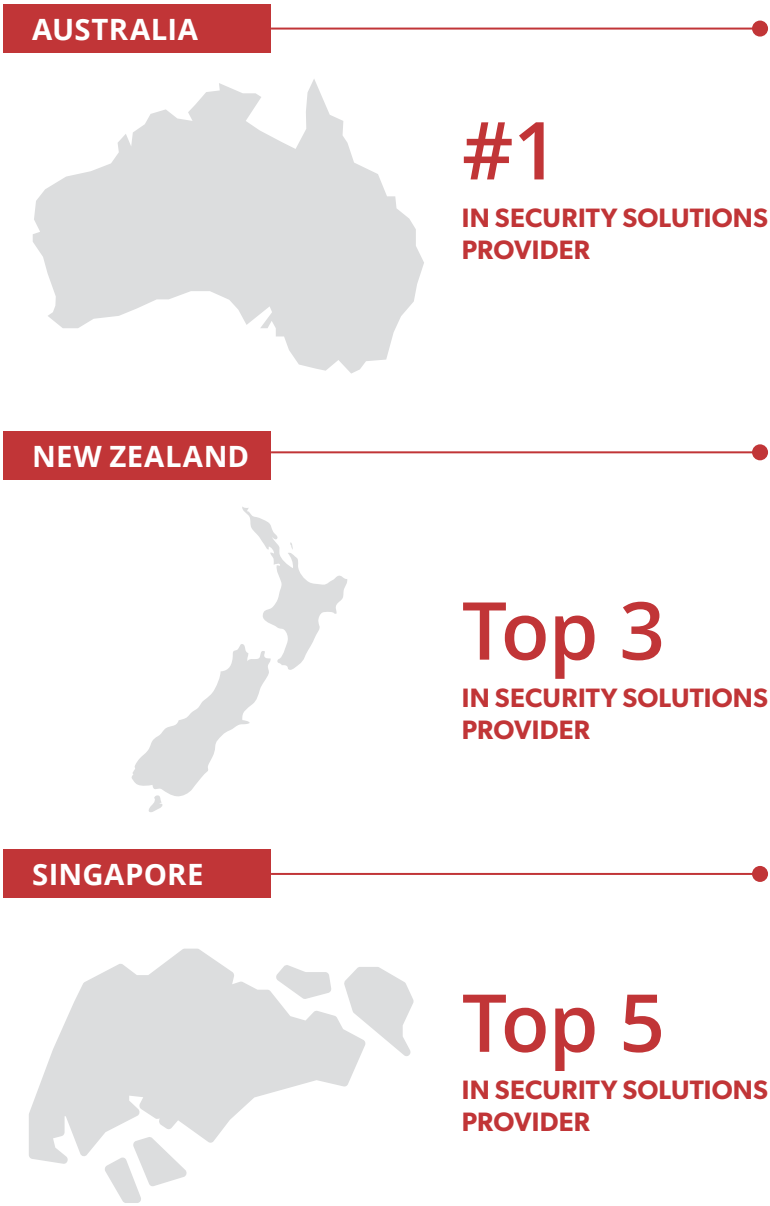 AUSTRALIA
#1
IN SECURITY SOLUTIONS
PROVIDER
NEW ZEALAND
Top 3
IN SECURITY SOLUTIONS
PROVIDER
SINGAPORE
Top 5
IN SECURITY SOLUTIONS
PROVIDER